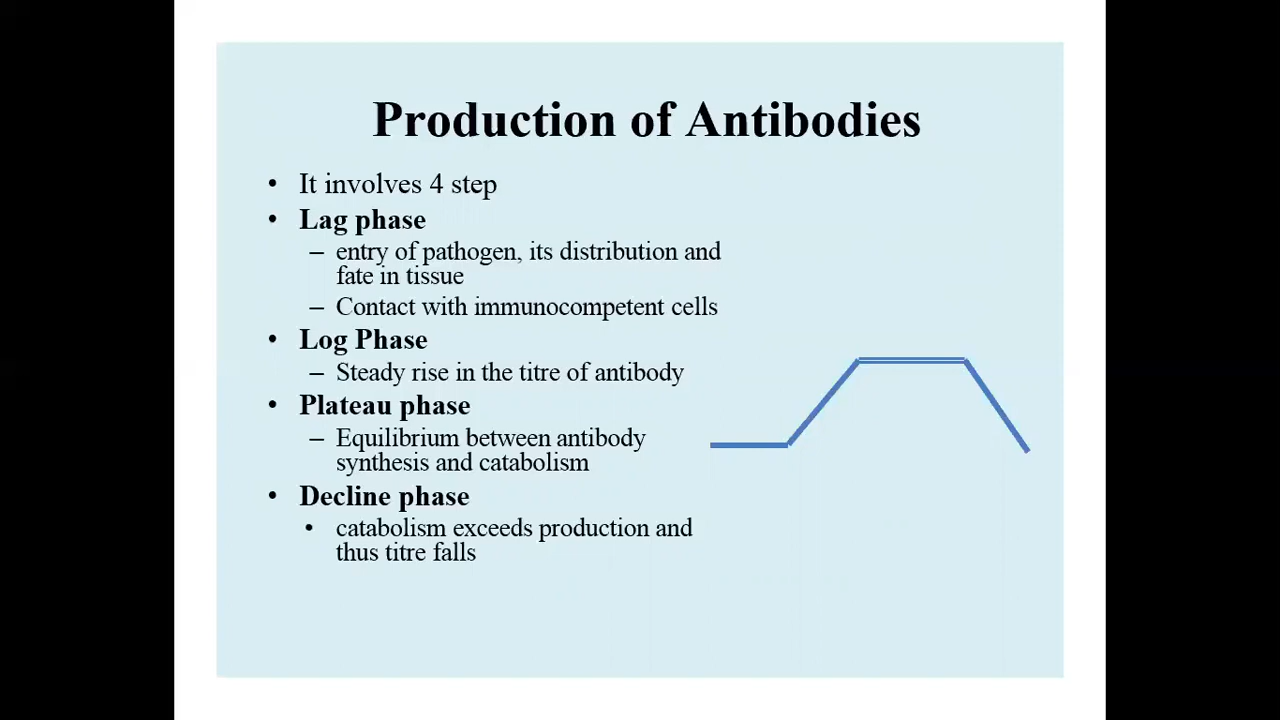 Production of Antibodies
• It involves 4 step
• Lag phase
– entry of pathogen, its distribution and
fate in tissue
– Contact with immunocompetent cells
• Log Phase
– Steady rise in the titre of antibody
• Plateau phase
– Equilibrium between antibody
synthesis and catabolism
• Decline phase
• catabolism exceeds production and
thus titre falls